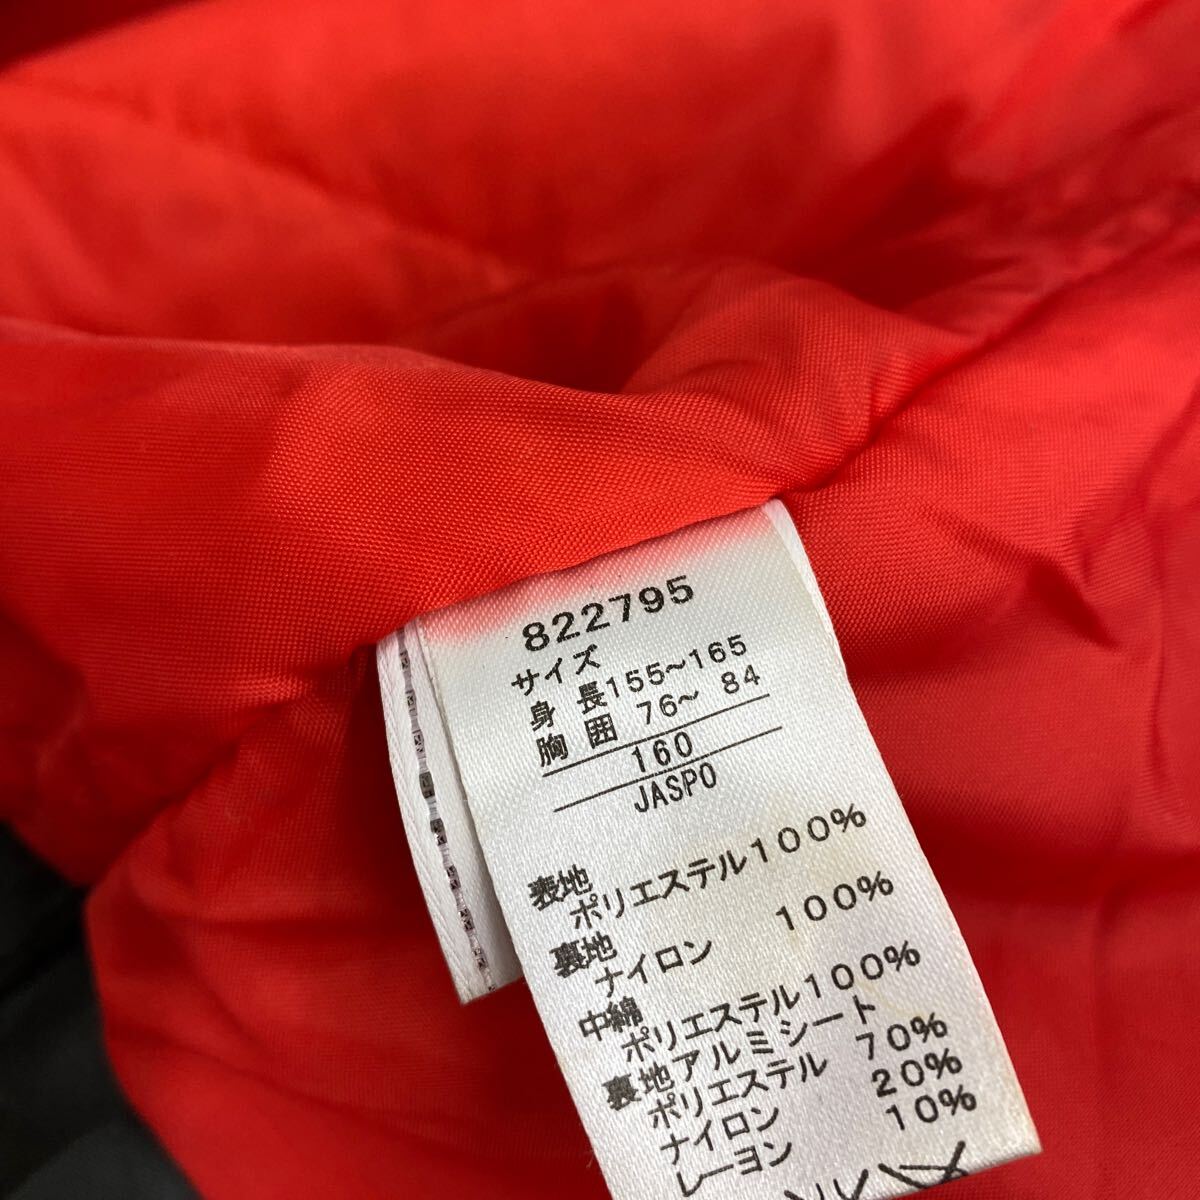 822795
サイズ
身長155~165
胸囲 76~ 84
160
JASPO
表地
ポリエステル100%
裏地
ナイロン 100%
中綿
ポリエステル100%
裏地アルミシート
ポリエステル 70%
ナイロン 20%
レーヨン 10%